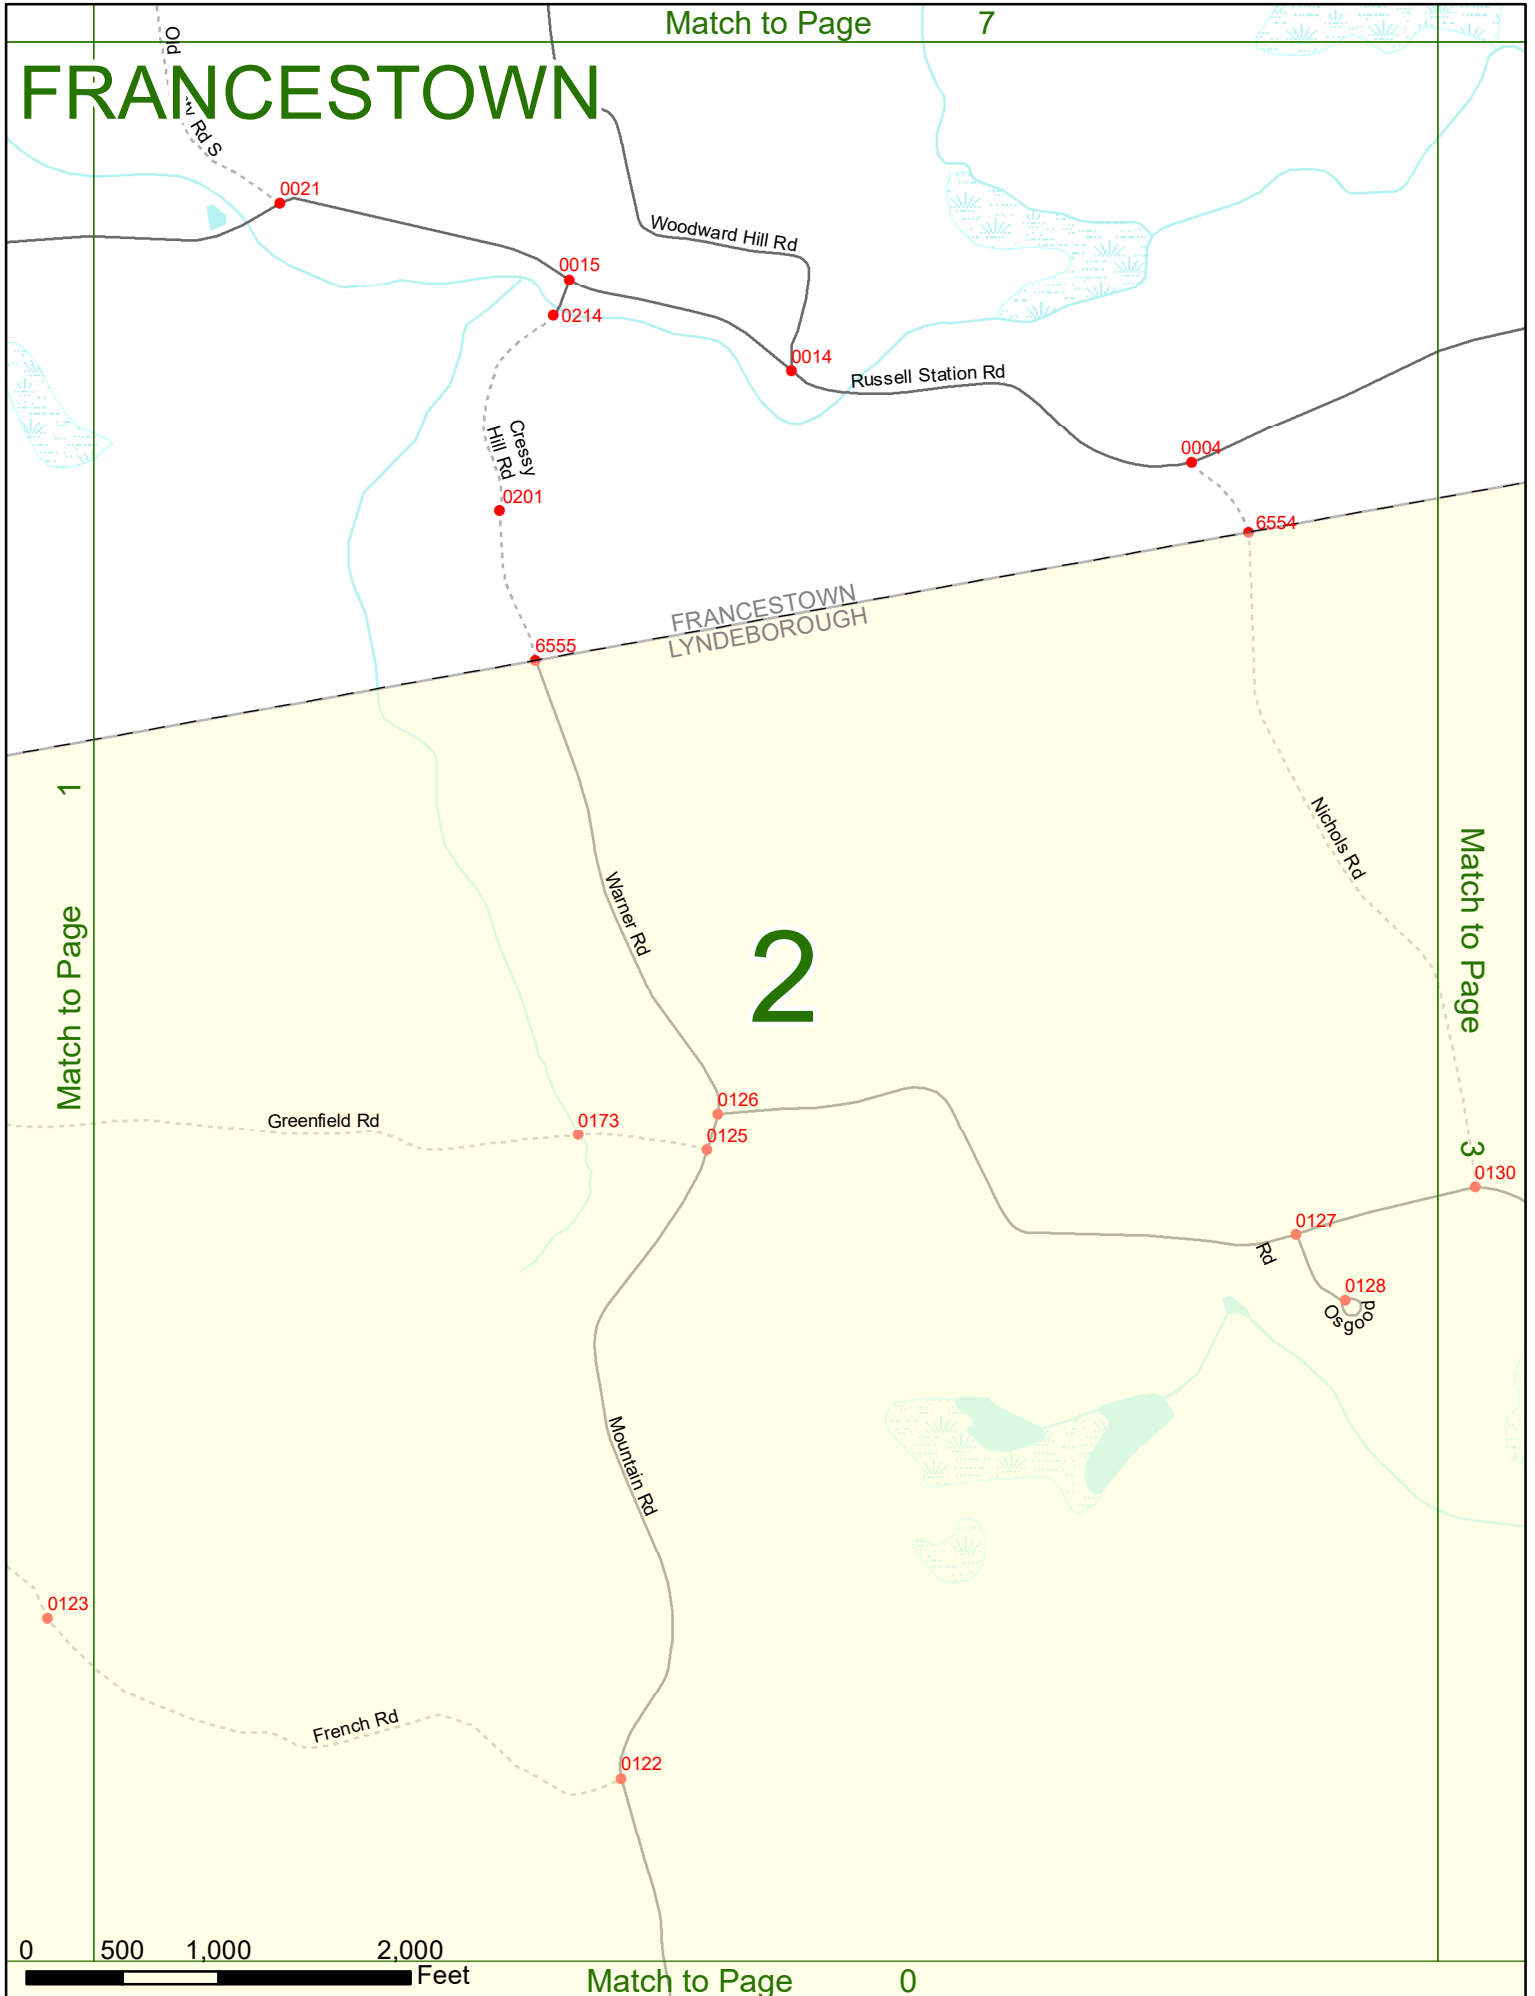 Match to Page 7
FRANCESTOWN
Old
Rd S
0021
Woodward Hill Rd
0015
0214
0014
Russell Station Rd
Cressy
Hill Rd
0004
0201
6554
FRANCESTOWN
LYNDEBOROUGH
6555
Match to Page 1
Nichols Rd
Match to Page 3
Warner Rd
2
0126
Greenfield Rd
0173
0125
0130
0127
Rd
0128
Osgood
Mountain Rd
0123
French Rd
0122
0 500 1,000 2,000
Feet
Match to Page 0